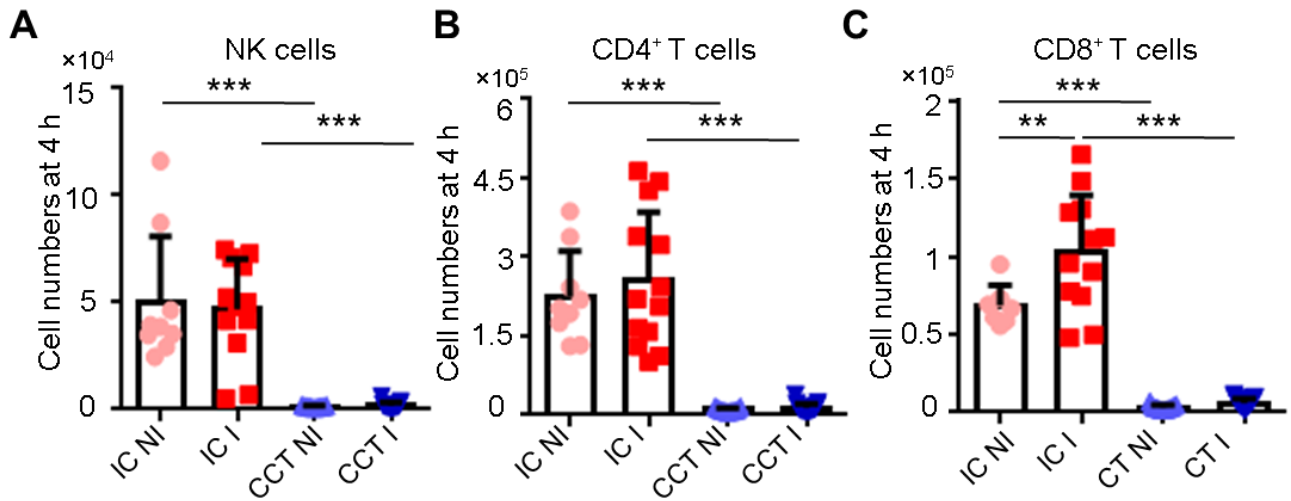 A
NK cells
×10⁴
Cell numbers at 4 h
15
10
5
0
***
***
IC NI
IC I
CCT NI
CCT I
B
CD4⁺ T cells
×10⁵
Cell numbers at 4 h
6
4.5
3
1.5
0
***
***
IC NI
IC I
CCT NI
CCT I
C
CD8⁺ T cells
×10⁵
Cell numbers at 4 h
2
1.5
1
0.5
0
***
**
***
IC NI
IC I
CT NI
CT I